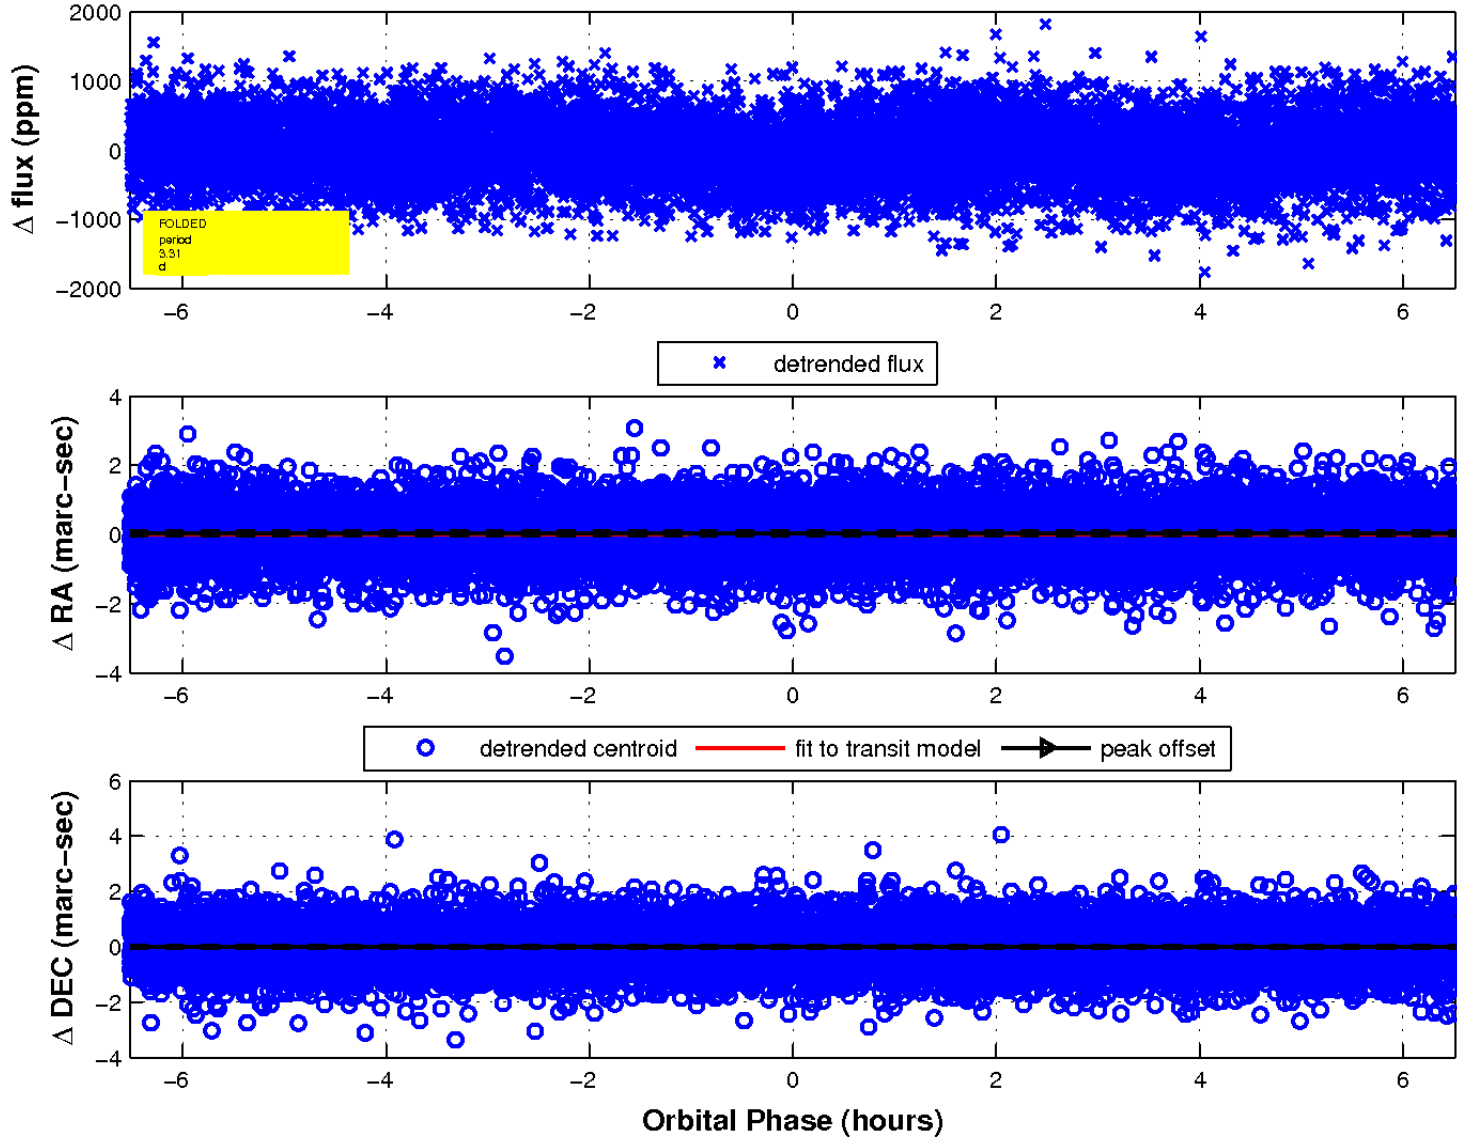 2000
1000
0
−1000
−2000
Δ flux (ppm)
FOLDED
period
3.31
d
−6 −4 −2 0 2 4 6
detrended flux
4
2
0
−2
−4
Δ RA (marc−sec)
−6 −4 −2 0 2 4 6
detrended centroid fit to transit model peak offset
6
4
2
0
−2
−4
Δ DEC (marc−sec)
−6 −4 −2 0 2 4 6
Orbital Phase (hours)